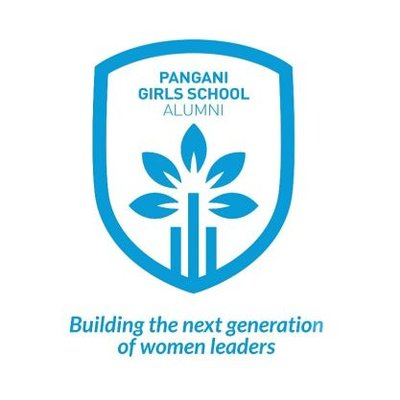 PANGANI
GIRLS SCHOOL
ALUMNI
Building the next generation
of women leaders